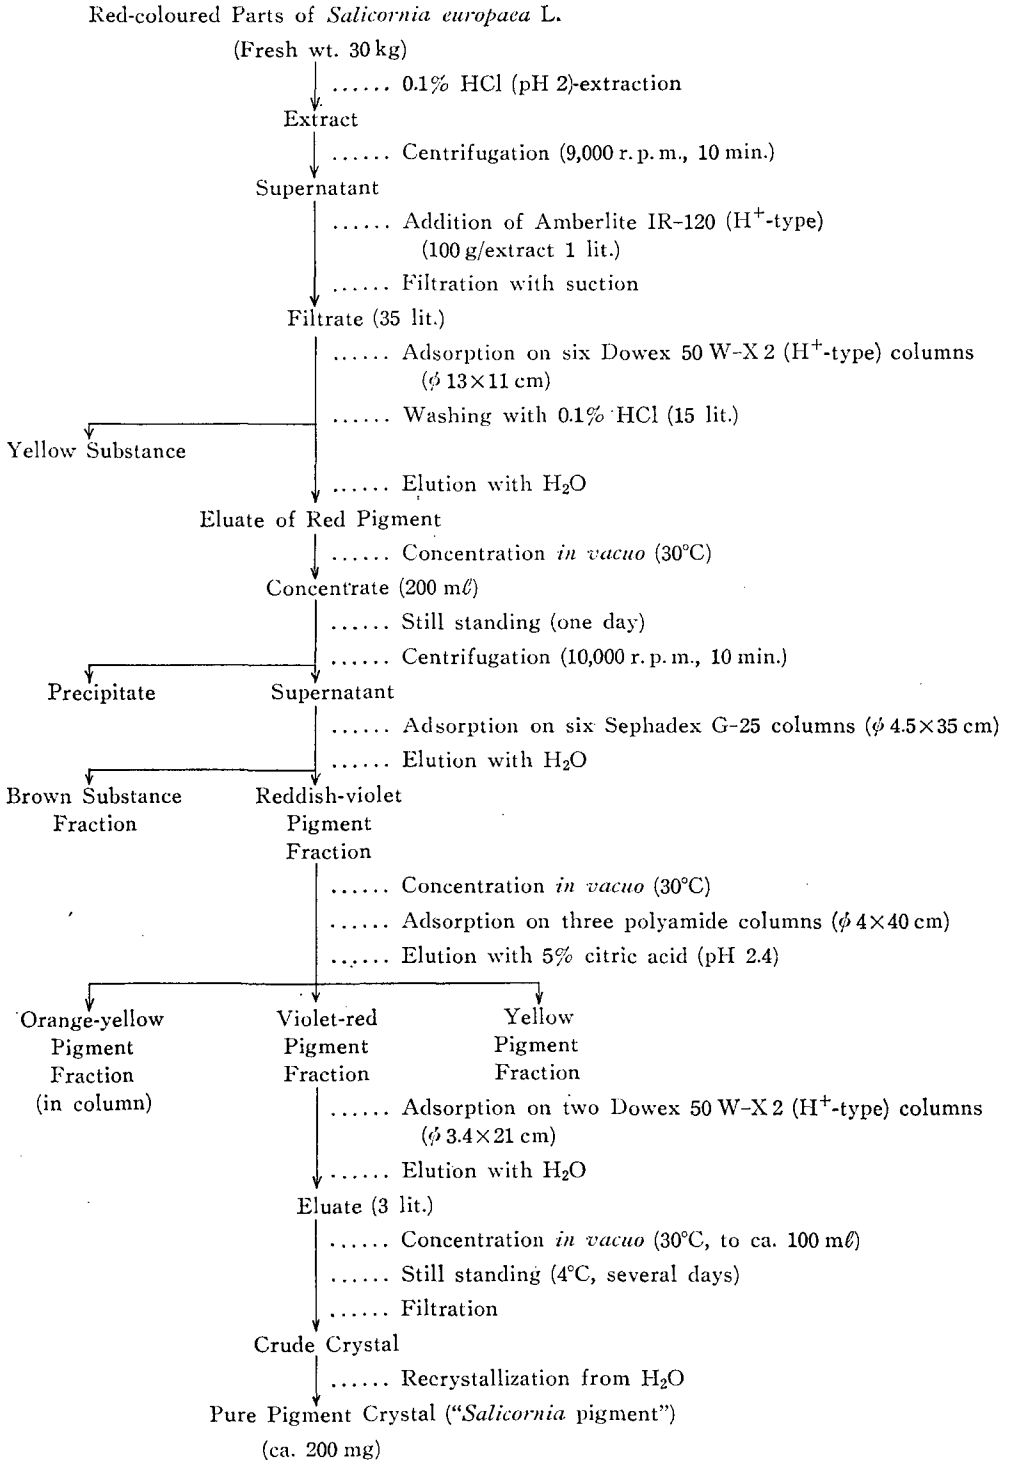 Red-coloured Parts of Salicornia europaea L.
(Fresh wt. 30 kg)
...... 0.1% HCl (pH 2)-extraction
Extract
...... Centrifugation (9,000 r. p. m., 10 min.)
Supernatant
...... Addition of Amberlite IR-120 (H⁺-type)
(100 g/extract 1 lit.)
...... Filtration with suction
Filtrate (35 lit.)
...... Adsorption on six Dowex 50 W-X 2 (H⁺-type) columns
(φ 13×11 cm)
...... Washing with 0.1% HCl (15 lit.)
Yellow Substance
...... Elution with H₂O
Eluate of Red Pigment
...... Concentration in vacuo (30°C)
Concentrate (200 mℓ)
...... Still standing (one day)
...... Centrifugation (10,000 r. p. m., 10 min.)
Precipitate Supernatant
...... Adsorption on six Sephadex G-25 columns (φ 4.5×35 cm)
...... Elution with H₂O
Brown Substance Reddish-violet
Fraction Pigment
Fraction
...... Concentration in vacuo (30°C)
...... Adsorption on three polyamide columns (φ 4×40 cm)
...... Elution with 5% citric acid (pH 2.4)
Orange-yellow Violet-red Yellow
Pigment Pigment Pigment
Fraction Fraction Fraction
(in column)
...... Adsorption on two Dowex 50 W-X 2 (H⁺-type) columns
(φ 3.4×21 cm)
...... Elution with H₂O
Eluate (3 lit.)
...... Concentration in vacuo (30°C, to ca. 100 mℓ)
...... Still standing (4°C, several days)
...... Filtration
Crude Crystal
...... Recrystallization from H₂O
Pure Pigment Crystal (“Salicornia pigment”)
(ca. 200 mg)